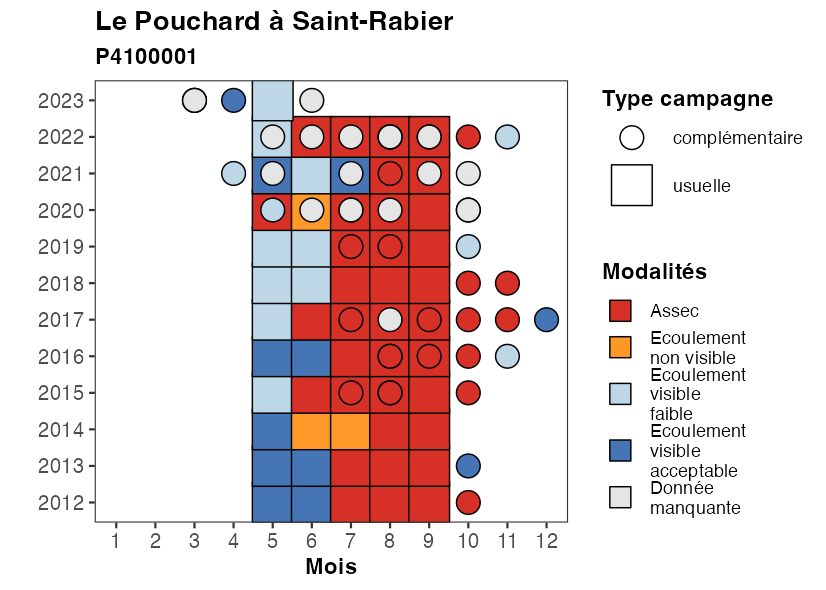 Le Pouchard à Saint-Rabier
P4100001
2023
2022
2021
2020
2019
2018
2017
2016
2015
2014
2013
2012
1 2 3 4 5 6 7 8 9 10 11 12
Mois
Type campagne
complémentaire
usuelle
Modalités
Assec
Ecoulement
non visible
Ecoulement
visible
faible
Ecoulement
visible
acceptable
Donnée
manquante